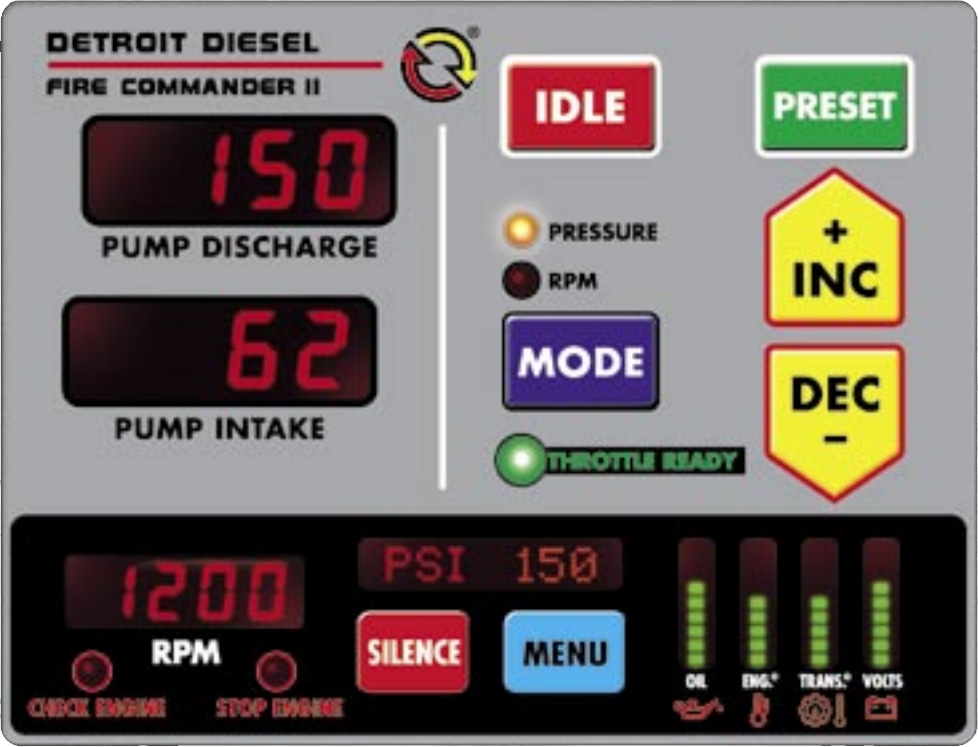 DETROIT DIESEL
®
FIRE COMMANDER II
IDLE
PRESET
150
PUMP DISCHARGE
PRESSURE
RPM
+
INC
62
PUMP INTAKE
MODE
DEC
-
THROTTLE READY
1200
RPM
CHECK ENGINE
STOP ENGINE
PSI 150
SILENCE
MENU
OIL
ENG.°
TRANS.°
VOLTS